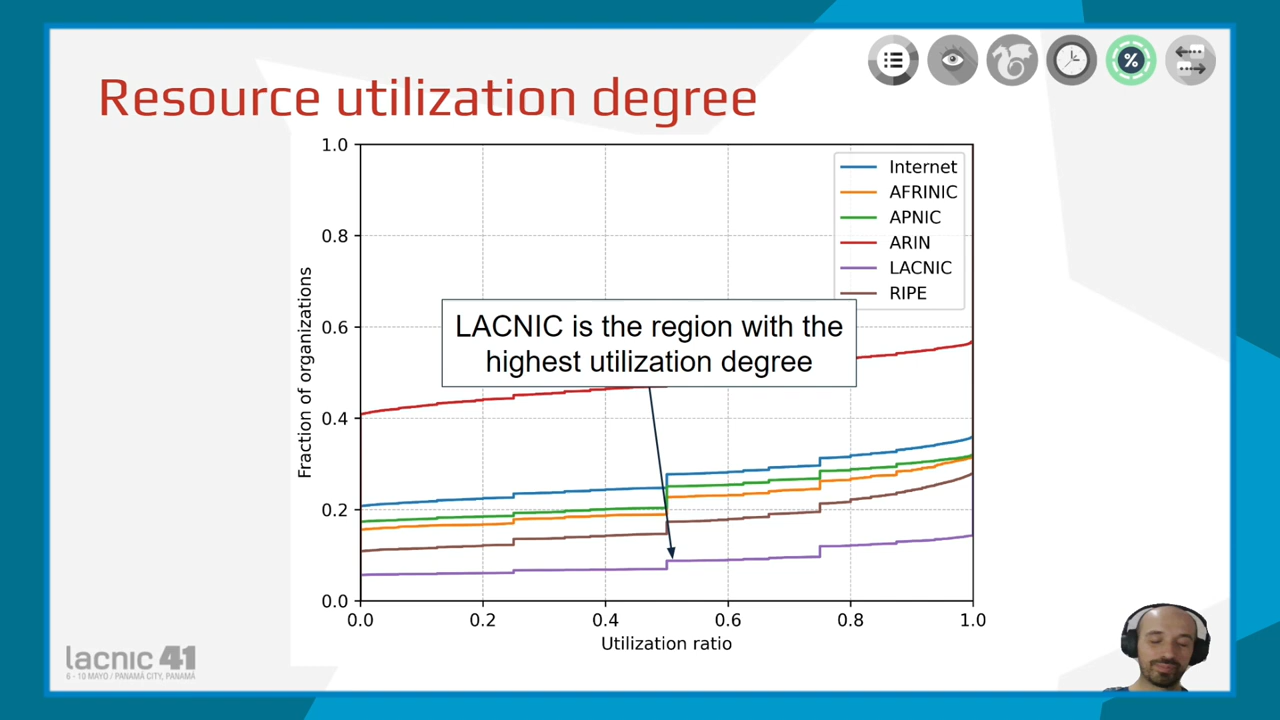 Resource utilization degree
%
1.0
0.8
0.6
0.4
0.2
0.0
Fraction of organizations
Internet
AFRINIC
APNIC
ARIN
LACNIC
RIPE
LACNIC is the region with the
highest utilization degree
0.0 0.2 0.4 0.6 0.8 1.0
Utilization ratio
lacnic 41
6 - 10 MAYO / PANAMÁ CITY, PANAMÁ